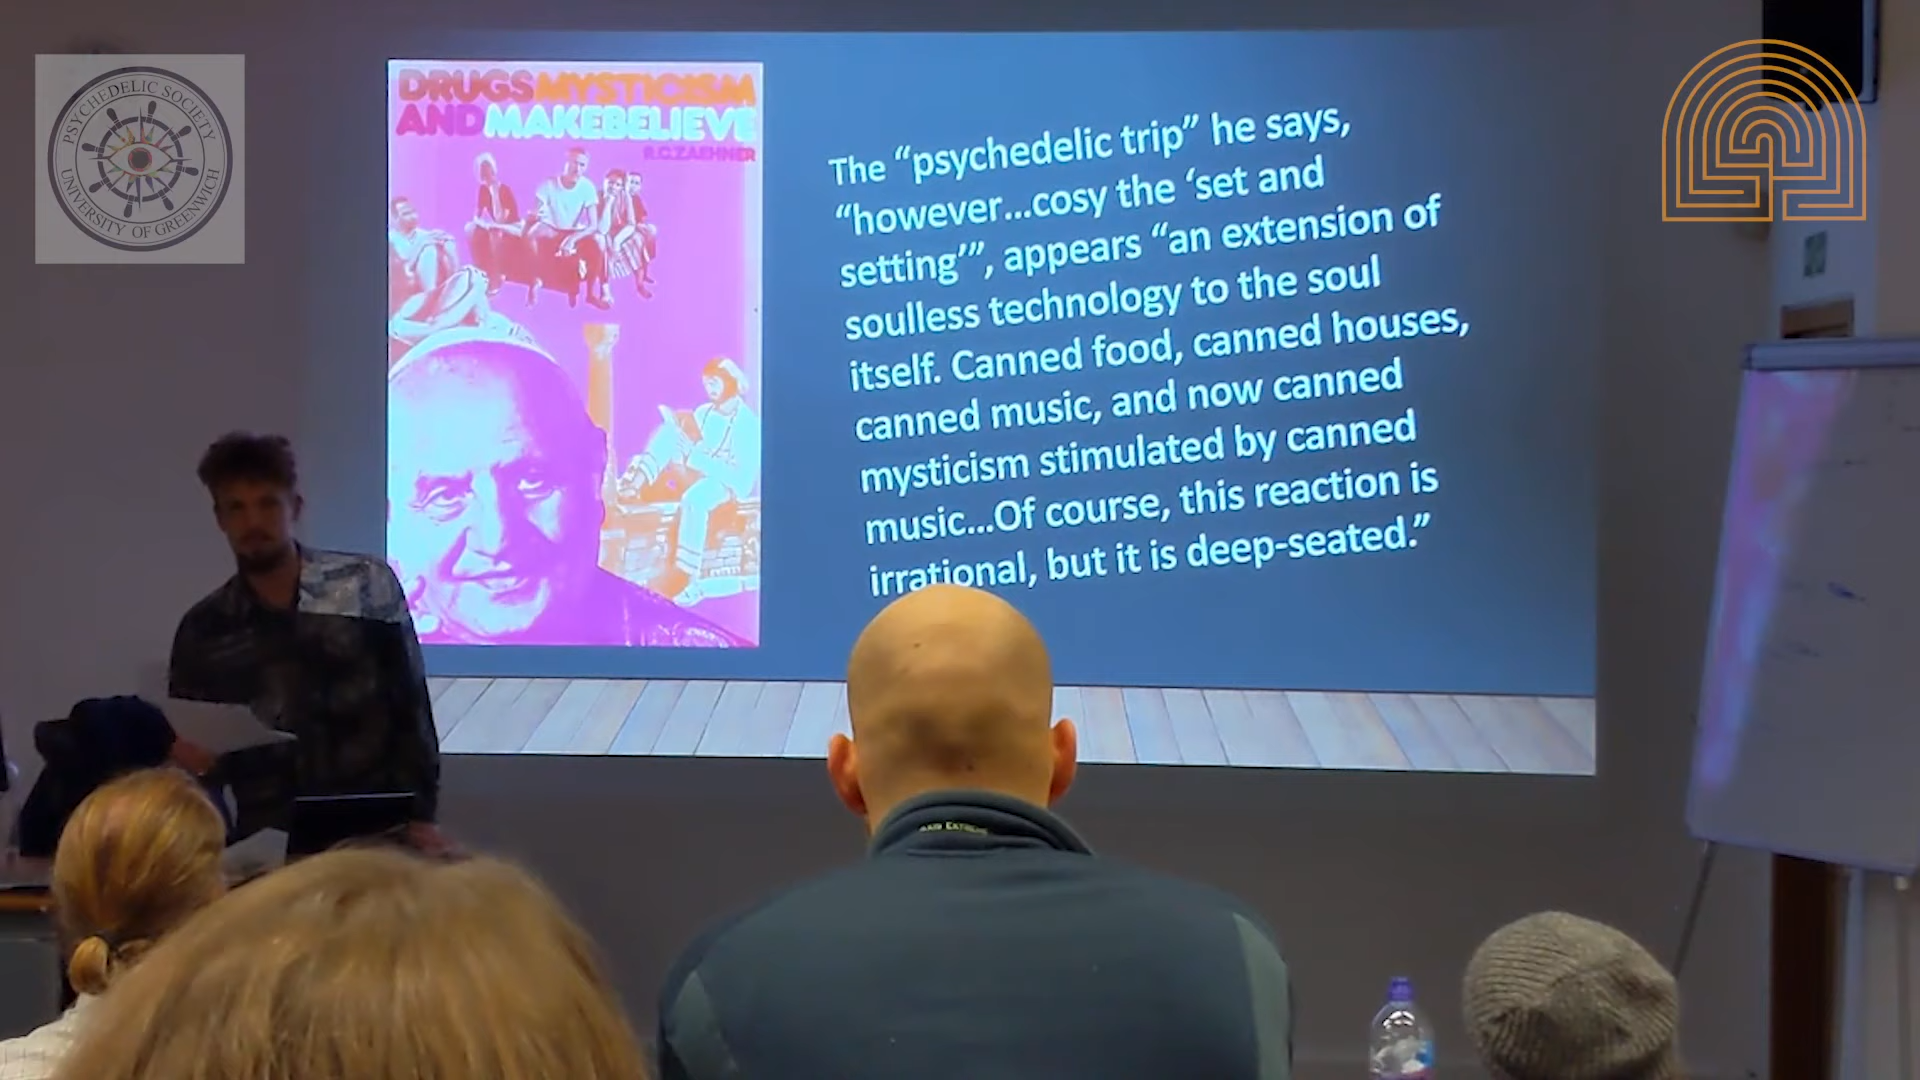 PSYCHEDELIC SOCIETY
UNIVERSITY OF GREENWICH
DRUGS MYSTICISM
AND MAKEBELIEVE
R.C. ZAEHNER
The “psychedelic trip” he says,
“however...cosy the ‘set and
setting’”, appears “an extension of
soulless technology to the soul
itself. Canned food, canned houses,
canned music, and now canned
mysticism stimulated by canned
music...Of course, this reaction is
irrational, but it is deep-seated.”